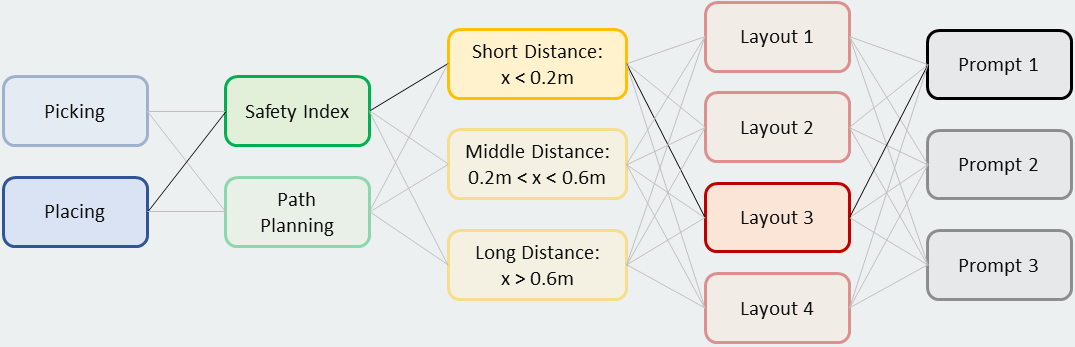 Picking
Placing
Safety Index
Path
Planning
Short Distance:
x < 0.2m
Middle Distance:
0.2m < x < 0.6m
Long Distance:
x > 0.6m
Layout 1
Layout 2
Layout 3
Layout 4
Prompt 1
Prompt 2
Prompt 3